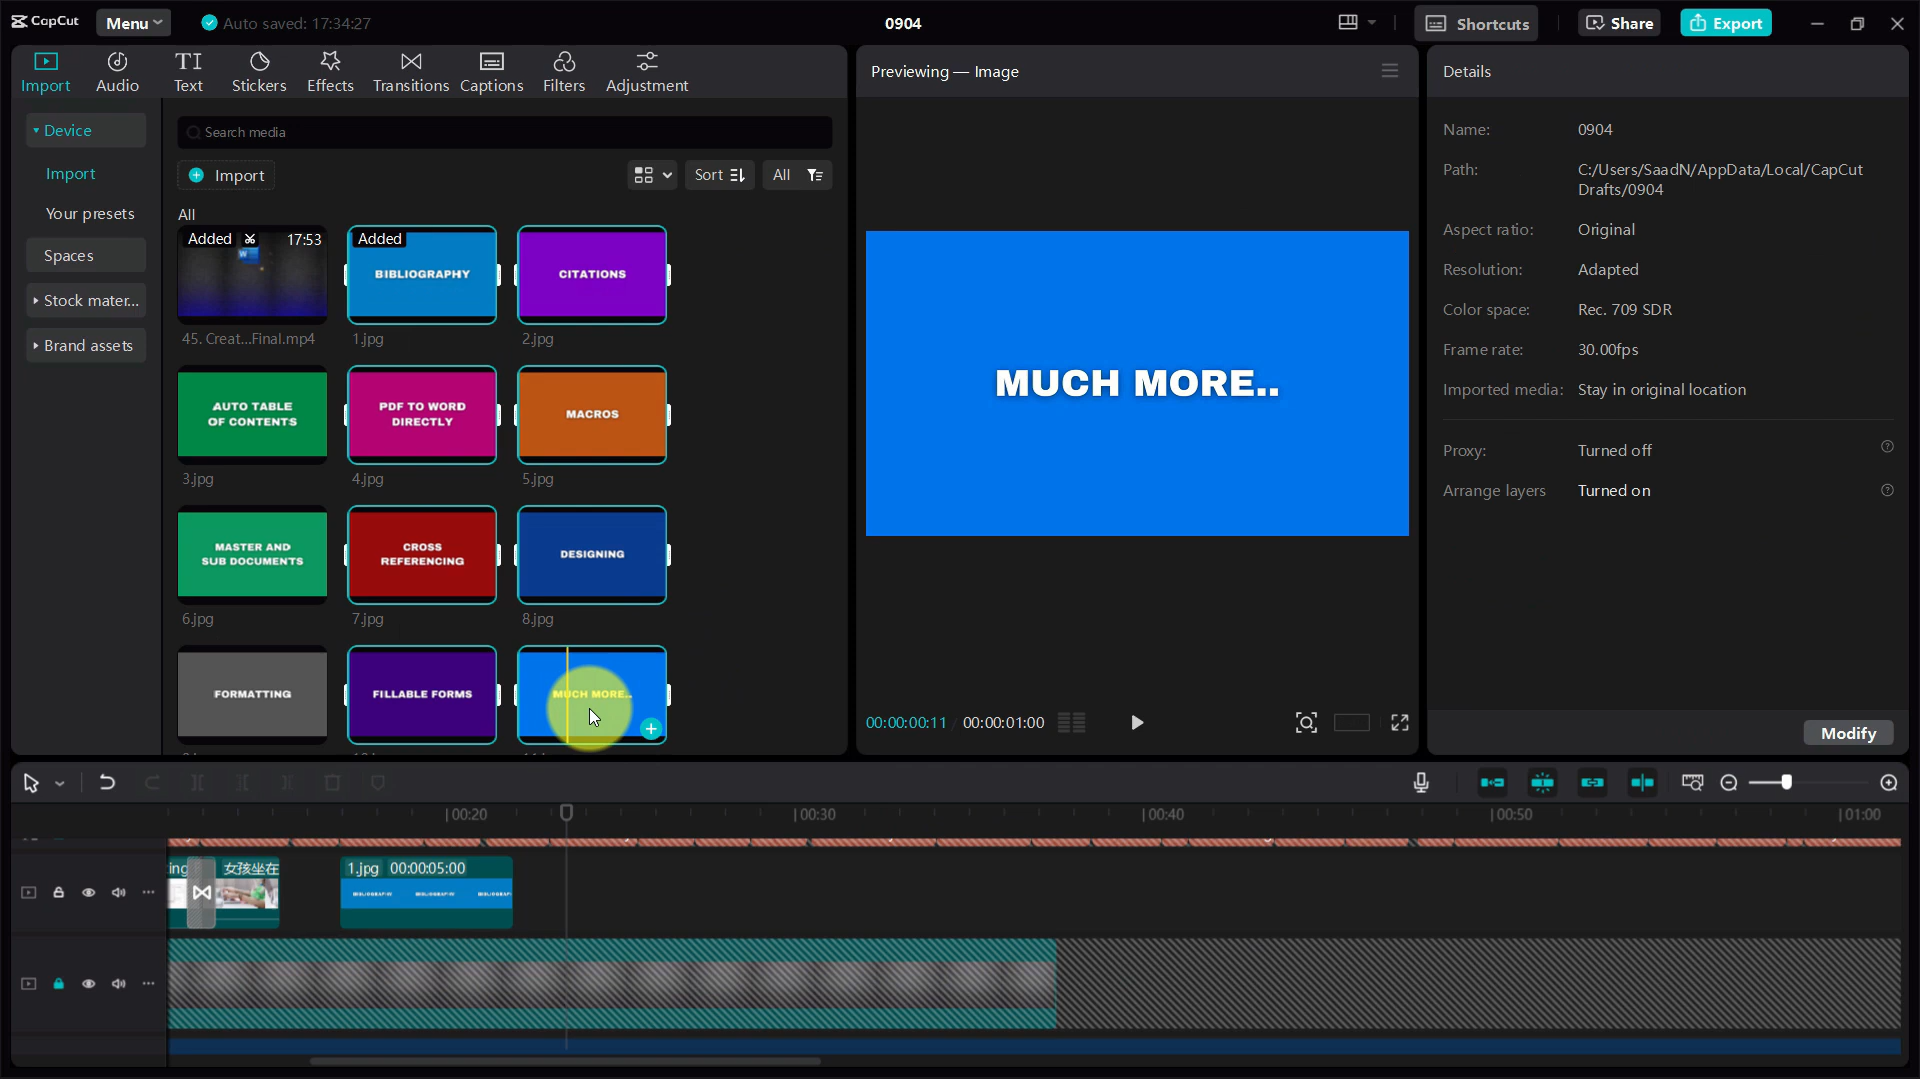 CapCut
Menu
Auto saved: 17:34:27
0904
Shortcuts
Share
Export
Import
Audio
Text
Stickers
Effects
Transitions
Captions
Filters
Adjustment
Device
Import
Your presets
Spaces
Stock mater...
Brand assets
Search media
Import
Sort
All
All
Added
17:53
45. Creat...Final.mp4
Added
BIBLIOGRAPHY
1.jpg
CITATIONS
2.jpg
AUTO TABLE
OF CONTENTS
3.jpg
PDF TO WORD
DIRECTLY
4.jpg
MACROS
5.jpg
MASTER AND
SUB DOCUMENTS
6.jpg
CROSS
REFERENCING
7.jpg
DESIGNING
8.jpg
FORMATTING
FILLABLE FORMS
MUCH MORE..
Previewing — Image
MUCH MORE..
00:00:00:11
00:00:01:00
Details
Name:
0904
Path:
C:/Users/SaadN/AppData/Local/CapCut
Drafts/0904
Aspect ratio:
Original
Resolution:
Adapted
Color space:
Rec. 709 SDR
Frame rate:
30.00fps
Imported media:
Stay in original location
Proxy:
Turned off
Arrange layers
Turned on
Modify
00:20
00:30
00:40
00:50
01:00
ing
女孩坐在
1.jpg 00:00:05:00
BIBLIOGRAPHY
BIBLIOGRAPHY
BIBLIOGRAPH